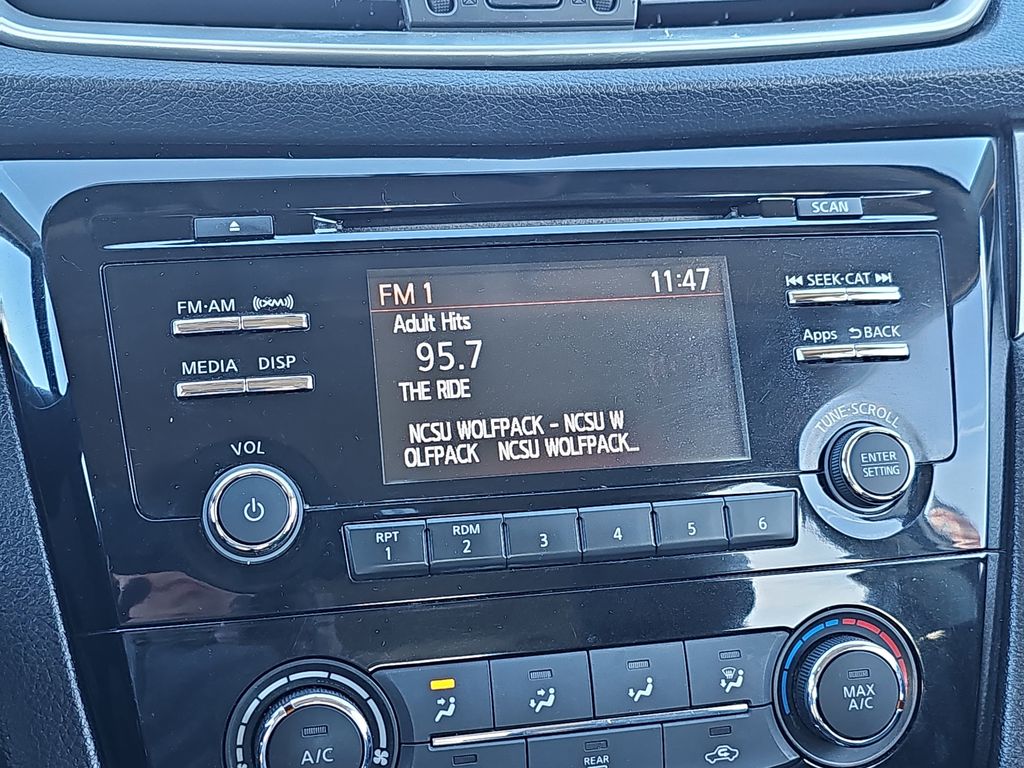 SCAN
FM·AM ((XM))
FM 1 11:47
SEEK·CAT
Adult Hits
Apps BACK
MEDIA DISP
95.7
THE RIDE
TUNE·SCROLL
NCSU WOLFPACK - NCSU W
OLFPACK NCSU WOLFPACK...
VOL
ENTER
SETTING
RPT
1
RDM
2
3
4
5
6
MAX
A/C
A/C
REAR